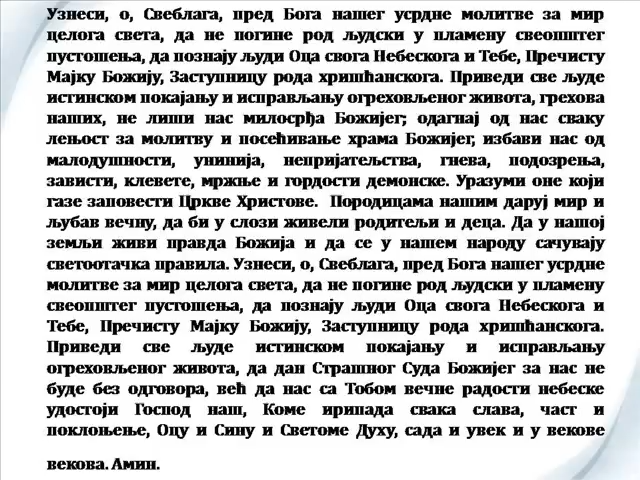 Узнеси, о, Свеблага, пред Бога нашег усрдне молитве за мир
целога света, да не погине род људски у пламену свеопштег
пустошења, да познају људи Оца свога Небескога и Тебе, Пречисту
Мајку Божију, Заступницу рода хришћанскога. Приведи све људе
истинском покајању и исправљању огреховљеног живота, грехова
наших, не лиши нас милосрђа Божијег; одагнај од нас сваку
леност за молитву и посећивање храма Божијег, избави нас од
малодушности, унинија, непријатељства, гнева, подозрења,
зависти, клевете, мржње и гордости демонске. Уразуми оне који
газе заповести Цркве Христове. Породицама нашим даруј мир и
љубав вечну, да би у слози живели родитељи и деца. Да у нашој
земљи живи правда Божија и да се у нашем народу сачувају
светоотачка правила. Узнеси, о, Свеблага, пред Бога нашег усрдне
молитве за мир целога света, да не погине род људски у пламену
свеопштег пустошења, да познају људи Оца свога Небескога и
Тебе, Пречисту Мајку Божију, Заступницу рода хришћанскога.
Приведи све људе истинском покајању и исправљању
огреховљеног живота, да дан Страшног Суда Божијег за нас не
буде без одговора, већ да нас са Тобом вечне радости небеске
удостоји Господ наш, Коме ирипада свака слава, част и
поклоњење, Оцу и Сину и Светоме Духу, сада и увек и у векове
векова. Амин.